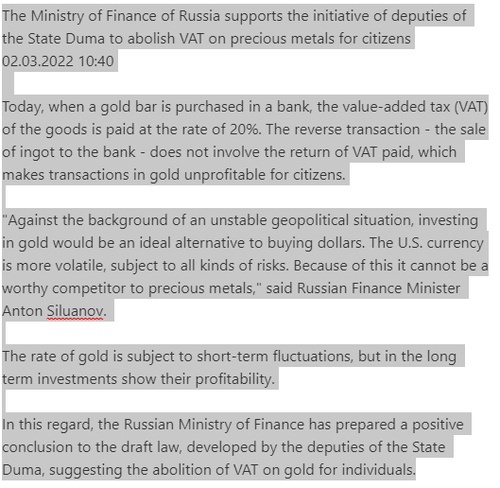 The Ministry of Finance of Russia supports the initiative of deputies of
the State Duma to abolish VAT on precious metals for citizens
02.03.2022 10:40
Today, when a gold bar is purchased in a bank, the value-added tax (VAT)
of the goods is paid at the rate of 20%. The reverse transaction - the sale
of ingot to the bank - does not involve the return of VAT paid, which
makes transactions in gold unprofitable for citizens.
"Against the background of an unstable geopolitical situation, investing
in gold would be an ideal alternative to buying dollars. The U.S. currency
is more volatile, subject to all kinds of risks. Because of this it cannot be a
worthy competitor to precious metals," said Russian Finance Minister
Anton Siluanov.
The rate of gold is subject to short-term fluctuations, but in the long
term investments show their profitability.
In this regard, the Russian Ministry of Finance has prepared a positive
conclusion to the draft law, developed by the deputies of the State
Duma, suggesting the abolition of VAT on gold for individuals.